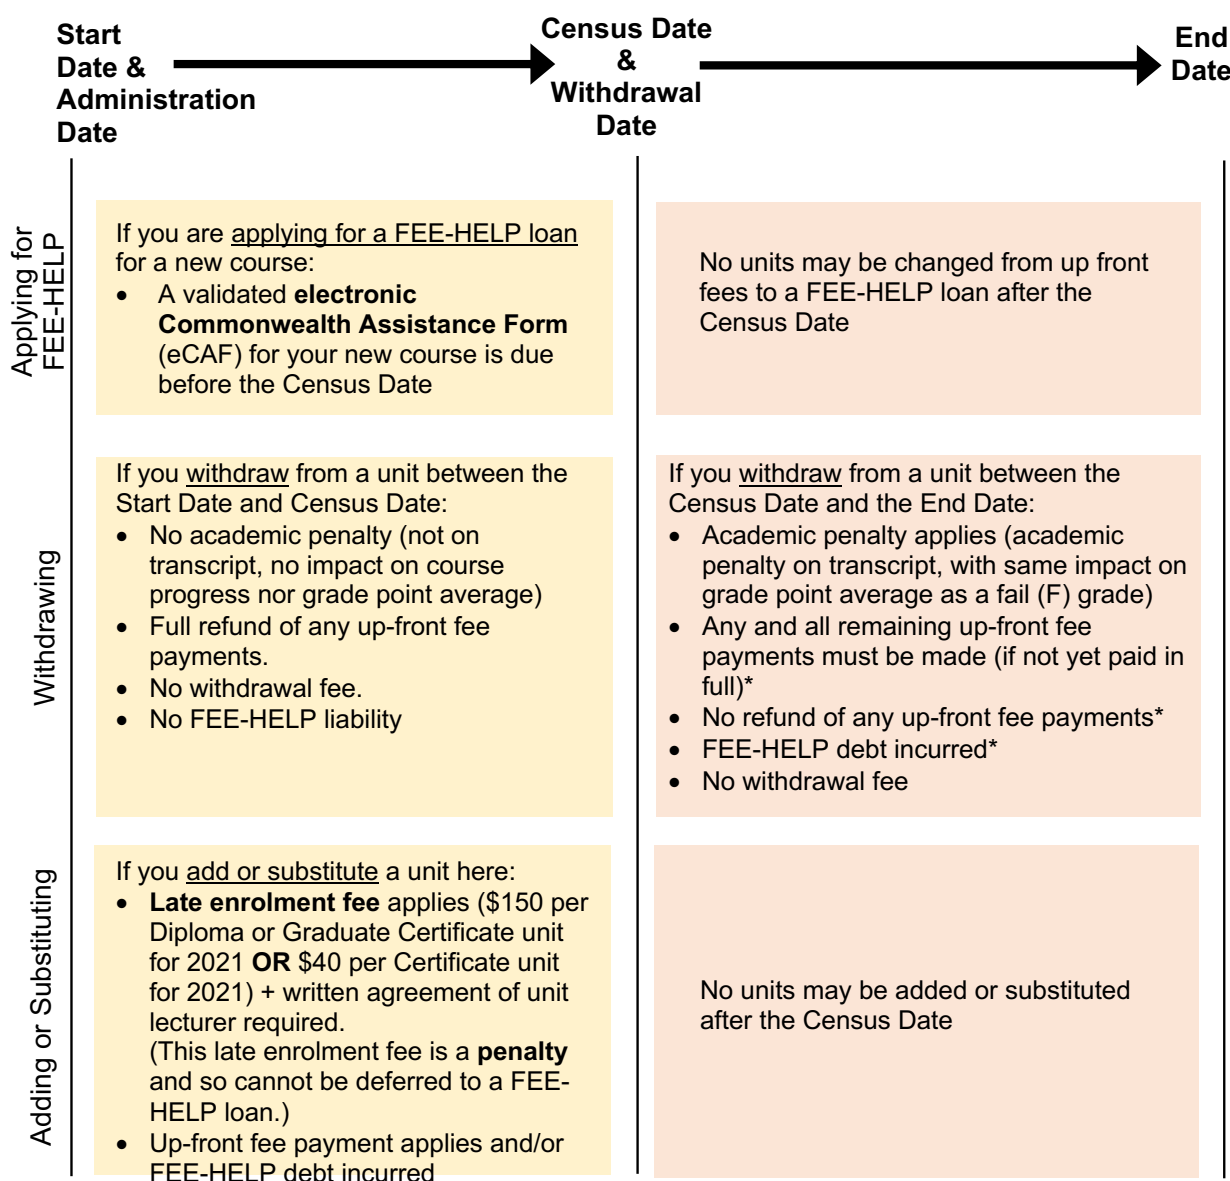 Start
Date &
Administration
Date
Census Date
&
Withdrawal
Date
End
Date
Applying for
FEE-HELP
If you are applying for a FEE-HELP loan
for a new course:
• A validated electronic
Commonwealth Assistance Form
(eCAF) for your new course is due
before the Census Date
No units may be changed from up front
fees to a FEE-HELP loan after the
Census Date
Withdrawing
If you withdraw from a unit between the
Start Date and Census Date:
• No academic penalty (not on
transcript, no impact on course
progress nor grade point average)
• Full refund of any up-front fee
payments.
• No withdrawal fee.
• No FEE-HELP liability
If you withdraw from a unit between the
Census Date and the End Date:
• Academic penalty applies (academic
penalty on transcript, with same impact on
grade point average as a fail (F) grade)
• Any and all remaining up-front fee
payments must be made (if not yet paid in
full)*
• No refund of any up-front fee payments*
• FEE-HELP debt incurred*
• No withdrawal fee
Adding or Substituting
If you add or substitute a unit here:
• Late enrolment fee applies ($150 per
Diploma or Graduate Certificate unit
for 2021 OR $40 per Certificate unit
for 2021) + written agreement of unit
lecturer required.
(This late enrolment fee is a penalty
and so cannot be deferred to a FEE-
HELP loan.)
• Up-front fee payment applies and/or
FEE-HELP debt incurred
No units may be added or substituted
after the Census Date